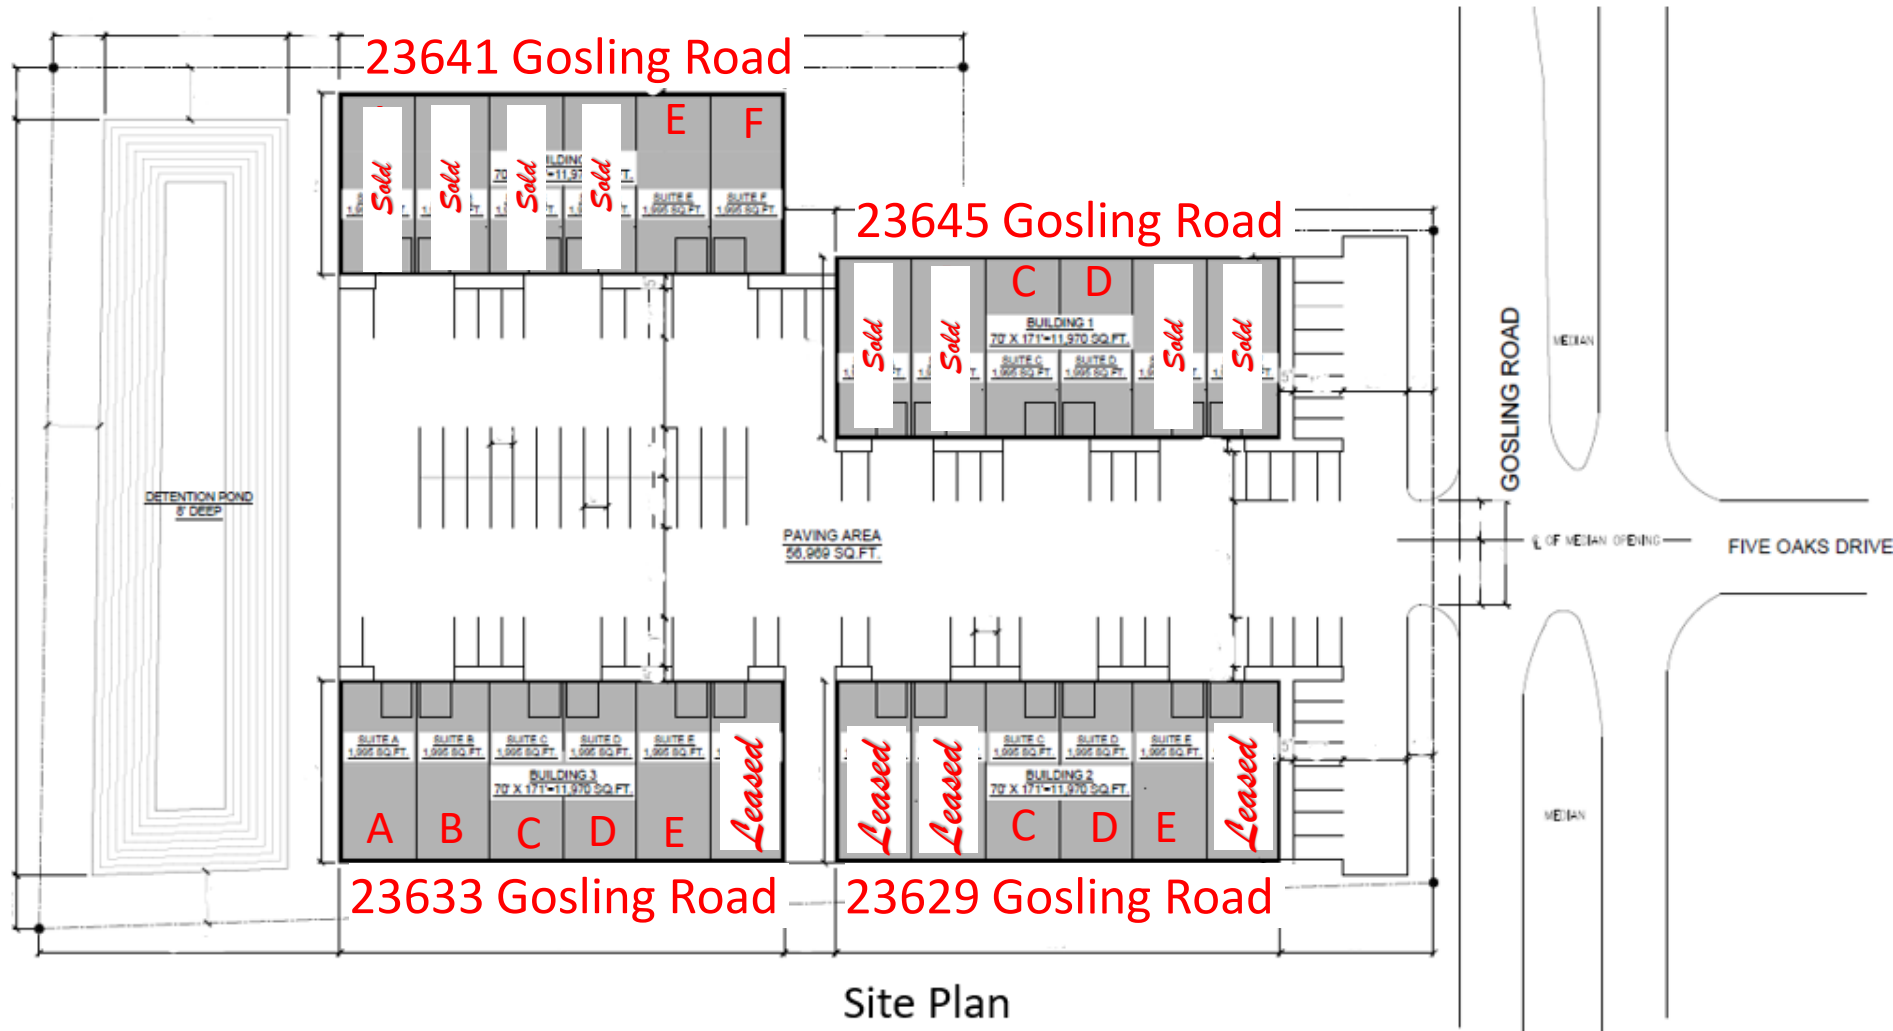 23641 Gosling Road
E
F
Sold
Sold
Sold
Sold
SUITE E
1,995 SQ.FT.
SUITE F
1,995 SQ.FT.
23645 Gosling Road
C
D
BUILDING 1
70' X 171'=11,970 SQ.FT.
Sold
Sold
Sold
Sold
SUITE C
1,995 SQ.FT.
SUITE D
1,995 SQ.FT.
GOSLING ROAD
MEDIAN
DETENTION POND
8' DEEP
PAVING AREA
56,969 SQ.FT.
℄ OF MEDIAN OPENING
FIVE OAKS DRIVE
SUITE A
1,995 SQ.FT.
SUITE B
1,995 SQ.FT.
SUITE C
1,995 SQ.FT.
SUITE D
1,995 SQ.FT.
SUITE E
1,995 SQ.FT.
Leased
BUILDING 3
70' X 171'=11,970 SQ.FT.
A
B
C
D
E
Leased
Leased
SUITE C
1,995 SQ.FT.
SUITE D
1,995 SQ.FT.
SUITE E
1,995 SQ.FT.
Leased
BUILDING 2
70' X 171'=11,970 SQ.FT.
C
D
E
MEDIAN
23633 Gosling Road
23629 Gosling Road
Site Plan